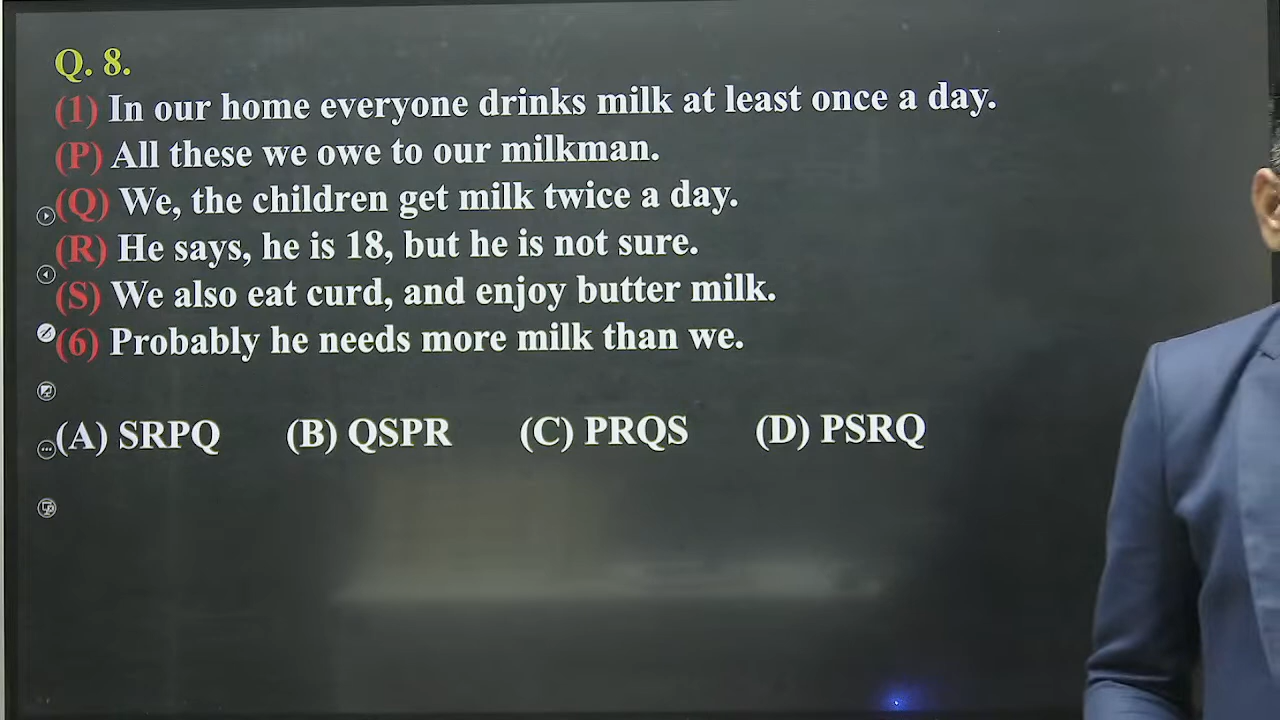 Q. 8.
(1) In our home everyone drinks milk at least once a day.
(P) All these we owe to our milkman.
(Q) We, the children get milk twice a day.
(R) He says, he is 18, but he is not sure.
(S) We also eat curd, and enjoy butter milk.
(6) Probably he needs more milk than we.
(A) SRPQ (B) QSPR (C) PRQS (D) PSRQ